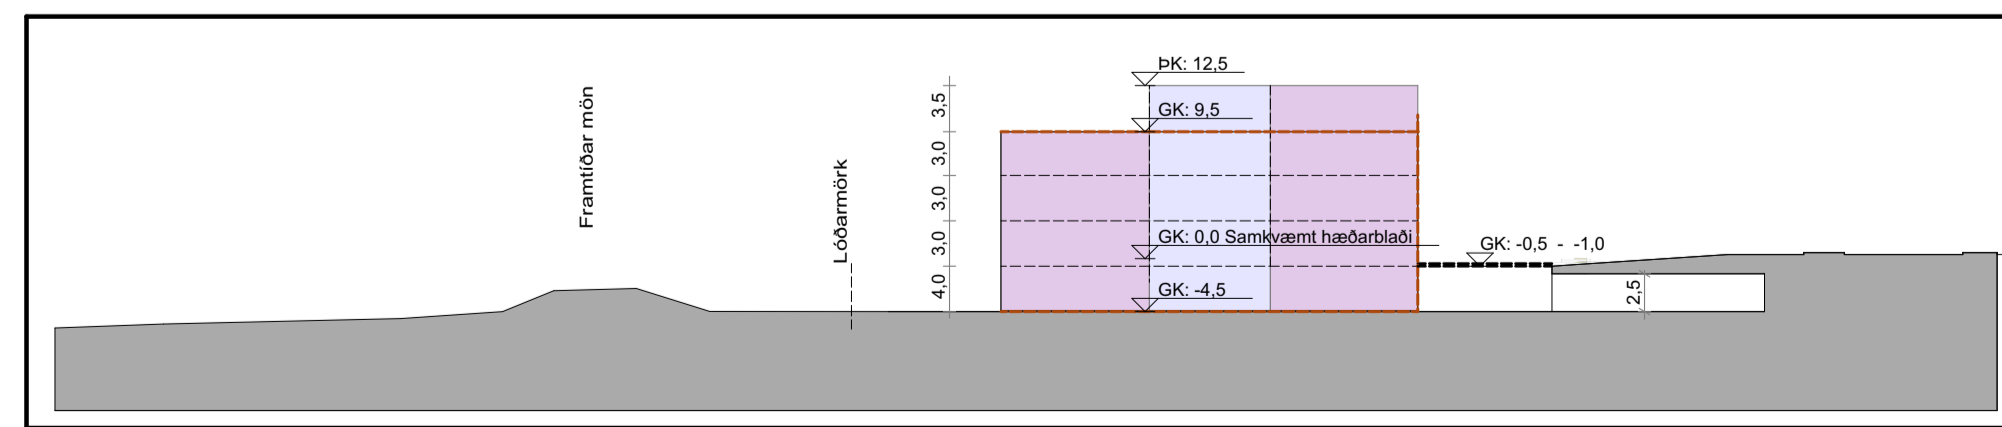 Framtíðar mön
Lóðarmörk
3,5
3,0
3,0
3,0
4,0
ÞK: 12,5
GK: 9,5
GK: 0,0 Samkvæmt hæðarblaði
GK: -4,5
GK: -0,5 - -1,0
2,5